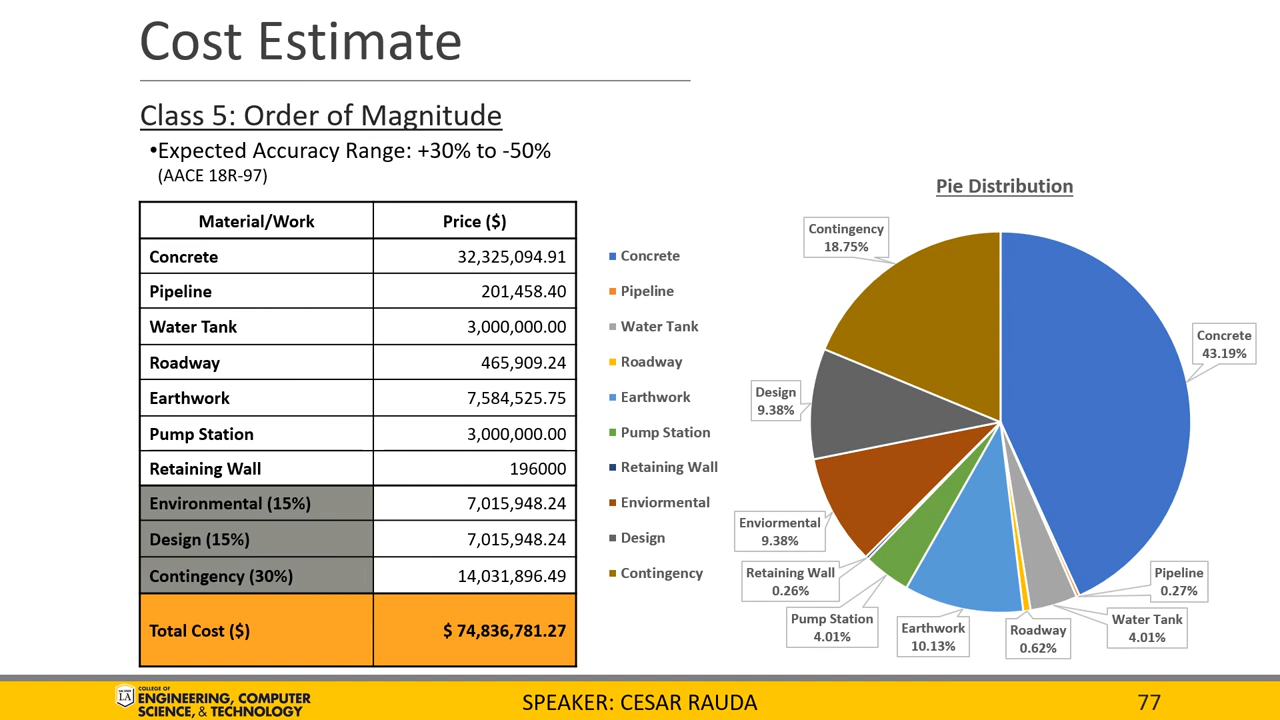 Cost Estimate
Class 5: Order of Magnitude
•Expected Accuracy Range: +30% to -50%
(AACE 18R-97)
Material/Work Price ($)
Concrete 32,325,094.91
Pipeline 201,458.40
Water Tank 3,000,000.00
Roadway 465,909.24
Earthwork 7,584,525.75
Pump Station 3,000,000.00
Retaining Wall 196000
Environmental (15%) 7,015,948.24
Design (15%) 7,015,948.24
Contingency (30%) 14,031,896.49
Total Cost ($) $ 74,836,781.27
Concrete
Pipeline
Water Tank
Roadway
Earthwork
Pump Station
Retaining Wall
Enviormental
Design
Contingency
Pie Distribution
Contingency
18.75%
Concrete
43.19%
Design
9.38%
Enviormental
9.38%
Retaining Wall
0.26%
Pump Station
4.01%
Earthwork
10.13%
Roadway
0.62%
Water Tank
4.01%
Pipeline
0.27%
LA
COLLEGE OF
ENGINEERING, COMPUTER
SCIENCE, & TECHNOLOGY
SPEAKER: CESAR RAUDA
77